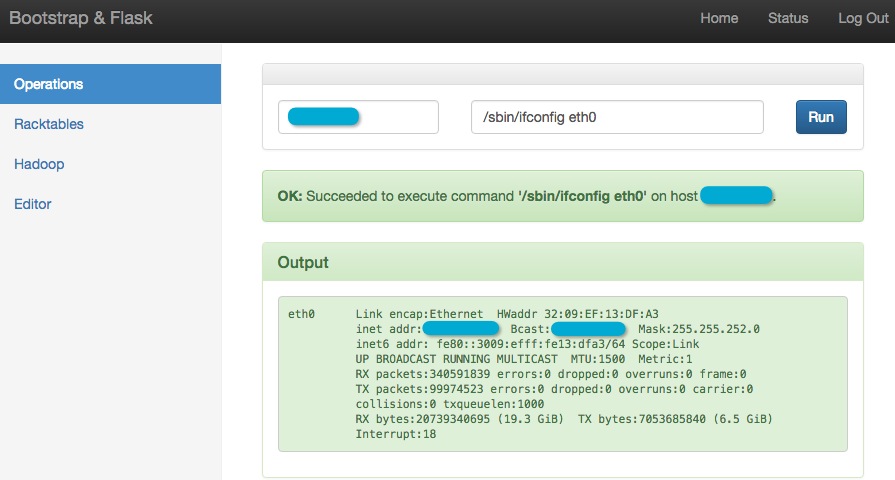 Bootstrap & Flask
Home Status Log Out
Operations
Racktables
Hadoop
Editor
/sbin/ifconfig eth0
Run
OK: Succeeded to execute command '/sbin/ifconfig eth0' on host .
Output
eth0 Link encap:Ethernet HWaddr 32:09:EF:13:DF:A3
inet addr: Bcast: Mask:255.255.252.0
inet6 addr: fe80::3009:efff:fe13:dfa3/64 Scope:Link
UP BROADCAST RUNNING MULTICAST MTU:1500 Metric:1
RX packets:340591839 errors:0 dropped:0 overruns:0 frame:0
TX packets:99974523 errors:0 dropped:0 overruns:0 carrier:0
collisions:0 txqueuelen:1000
RX bytes:20739340695 (19.3 GiB) TX bytes:7053685840 (6.5 GiB)
Interrupt:18